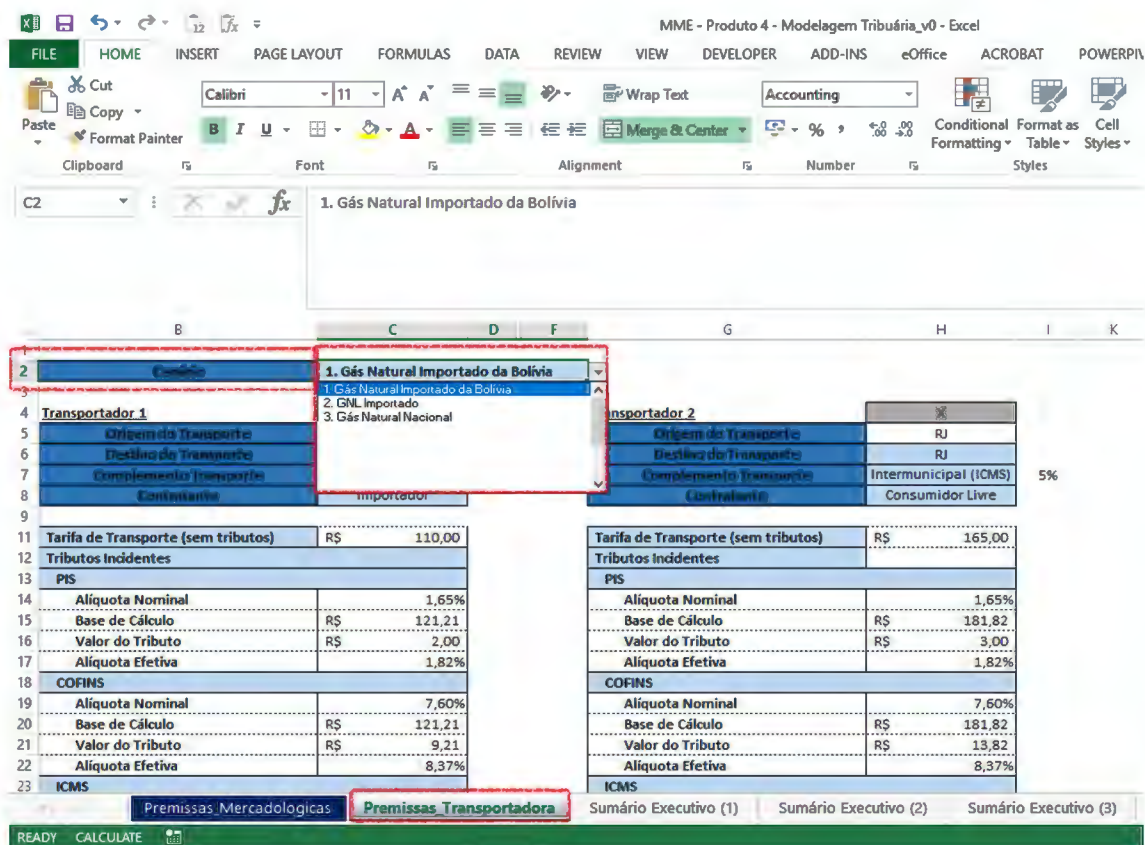 MME - Produto 4 - Modelagem Tributária_v0 - Excel
FILE HOME INSERT PAGE LAYOUT FORMULAS DATA REVIEW VIEW DEVELOPER ADD-INS eOffice ACROBAT POWERPIV
Cut
Copy
Format Painter
Paste
Calibri 11
B I U
Wrap Text
Merge & Center
Accounting
% ,
Conditional Formatting
Format as Table
Cell Styles
Clipboard Font Alignment Number Styles
C2 fx 1. Gás Natural Importado da Bolívia
B C D F G H I K
1
2 Cenário 1. Gás Natural Importado da Bolívia
1. Gás Natural Importado da Bolívia
2. GNL Importado
3. Gás Natural Nacional
3
4 Transportador 1 nsportador 2 X
5 Origem do Transporte Origem do Transporte RJ
6 Destino do Transporte Destino do Transporte RJ
7 Complemento Transporte Complemento Transporte Intermunicipal (ICMS) 5%
8 Contratante Importador Contratante Consumidor Livre
9
11 Tarifa de Transporte (sem tributos) R$ 110,00 Tarifa de Transporte (sem tributos) R$ 165,00
12 Tributos Incidentes Tributos Incidentes
13 PIS PIS
14 Alíquota Nominal 1,65% Alíquota Nominal 1,65%
15 Base de Cálculo R$ 121,21 Base de Cálculo R$ 181,82
16 Valor do Tributo R$ 2,00 Valor do Tributo R$ 3,00
17 Alíquota Efetiva 1,82% Alíquota Efetiva 1,82%
18 COFINS COFINS
19 Alíquota Nominal 7,60% Alíquota Nominal 7,60%
20 Base de Cálculo R$ 121,21 Base de Cálculo R$ 181,82
21 Valor do Tributo R$ 9,21 Valor do Tributo R$ 13,82
22 Alíquota Efetiva 8,37% Alíquota Efetiva 8,37%
23 ICMS ICMS
Premissas_Mercadologicas Premissas_Transportadora Sumário Executivo (1) Sumário Executivo (2) Sumário Executivo (3)
READY CALCULATE